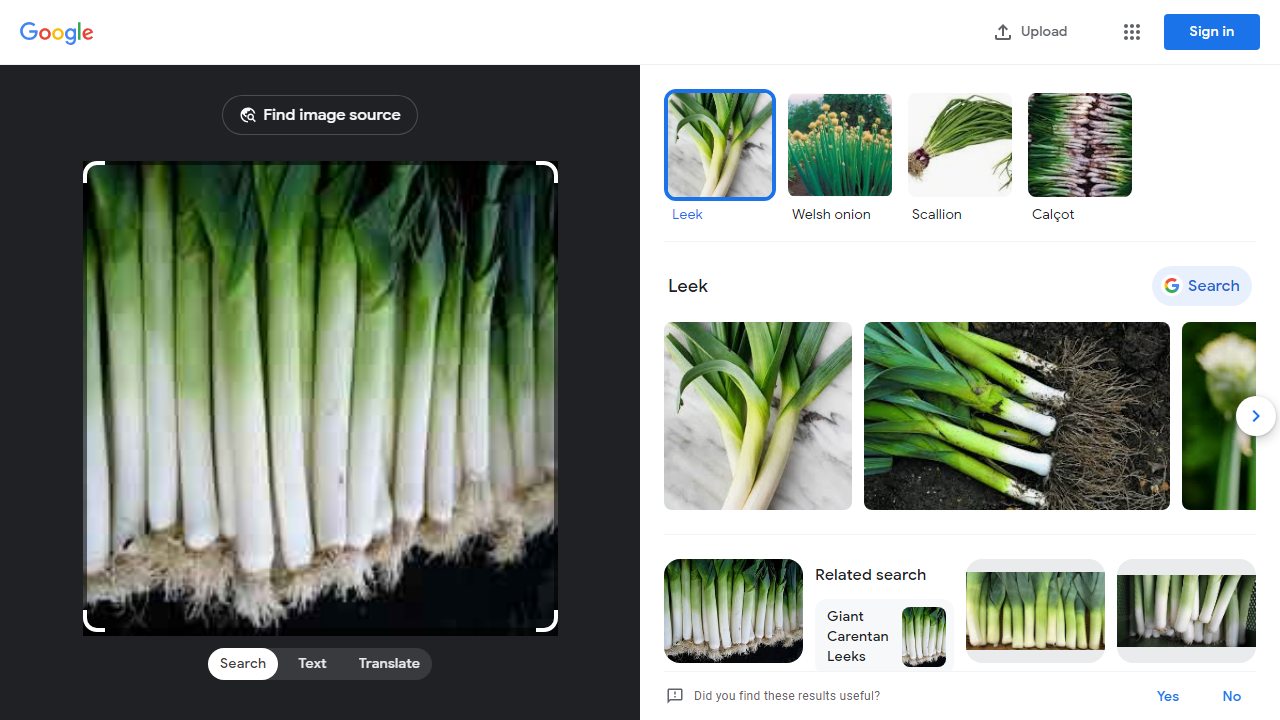 Google
Upload
Sign in
Find image source
Search
Text
Translate
Leek
Welsh onion
Scallion
Calçot
Leek
Search
Related search
Giant
Carentan
Leeks
Did you find these results useful?
Yes
No